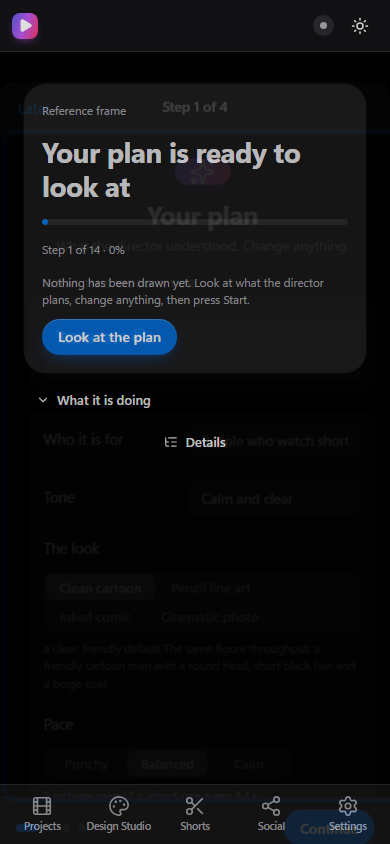 Later
Step 1 of 4
Reference frame
Your plan is ready to
look at
Your plan
director understood. Change anything.
Step 1 of 14 · 0%
Nothing has been drawn yet. Look at what the director
plans, change anything, then press Start.
Look at the plan
What it is doing
Who it is for
ple who watch short
Details
Tone
Calm and clear
The look
Clean cartoon
Pencil line art
Inked comic
Cinematic photo
a clear, friendly default The same figure throughout: a
friendly cartoon man with a round head, short black hair and
a beige coat.
Pace
Punchy
Balanced
Calm
Projects
Design Studio
Shorts
Social
Settings